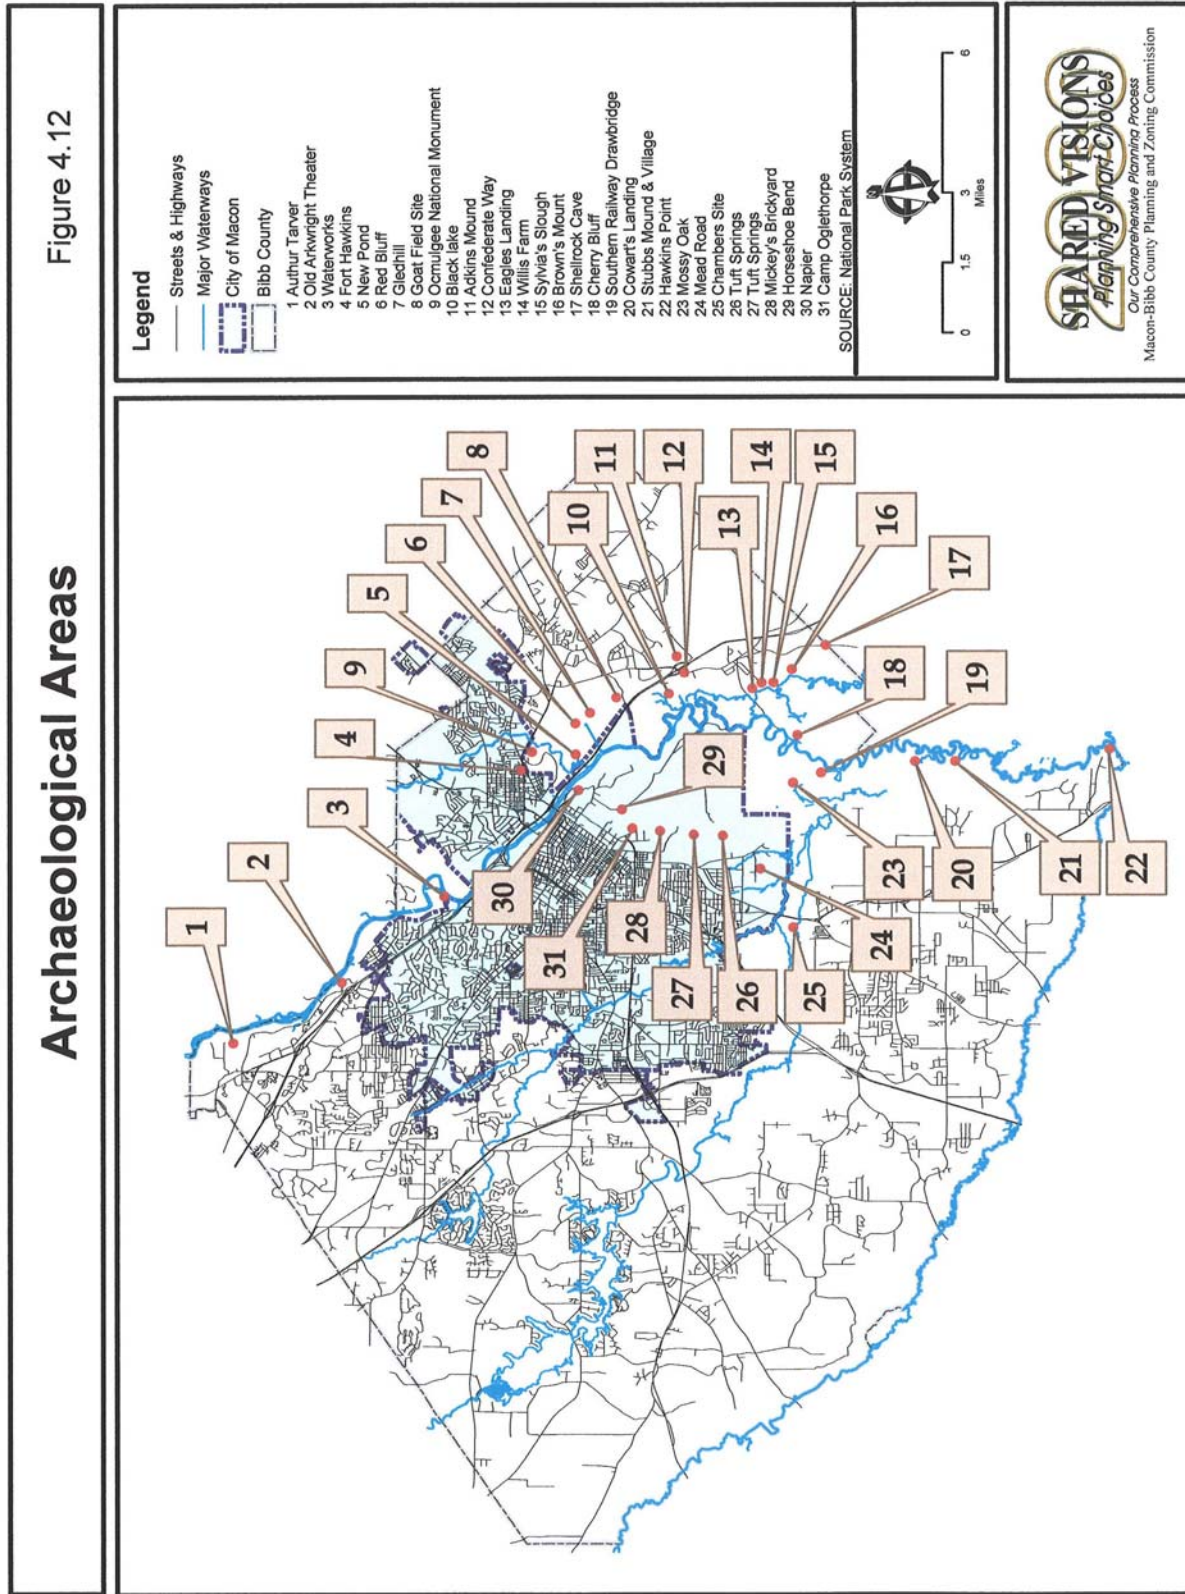 Archaeological Areas
Figure 4.12
1
2
3
4
9
5
6
7
8
10
11
12
13
14
15
16
17
18
19
20
21
22
23
24
25
26
27
28
29
30
31
Legend
Streets & Highways
Major Waterways
City of Macon
Bibb County
1 Authur Tarver
2 Old Arkwright Theater
3 Waterworks
4 Fort Hawkins
5 New Pond
6 Red Bluff
7 Gledhill
8 Goat Field Site
9 Ocmulgee National Monument
10 Black lake
11 Adkins Mound
12 Confederate Way
13 Eagles Landing
14 Willis Farm
15 Sylvia's Slough
16 Brown's Mount
17 Shellrock Cave
18 Cherry Bluff
19 Southern Railway Drawbridge
20 Cowart's Landing
21 Stubbs Mound & Village
22 Hawkins Point
23 Mossy Oak
24 Mead Road
25 Chambers Site
26 Tuft Springs
27 Tuft Springs
28 Mickey's Brickyard
29 Horseshoe Bend
30 Napier
31 Camp Oglethorpe
SOURCE: National Park System
0 1.5 3 6
Miles
2030
SHARED VISIONS
Planning Smart Choices
Our Comprehensive Planning Process
Macon-Bibb County Planning and Zoning Commission